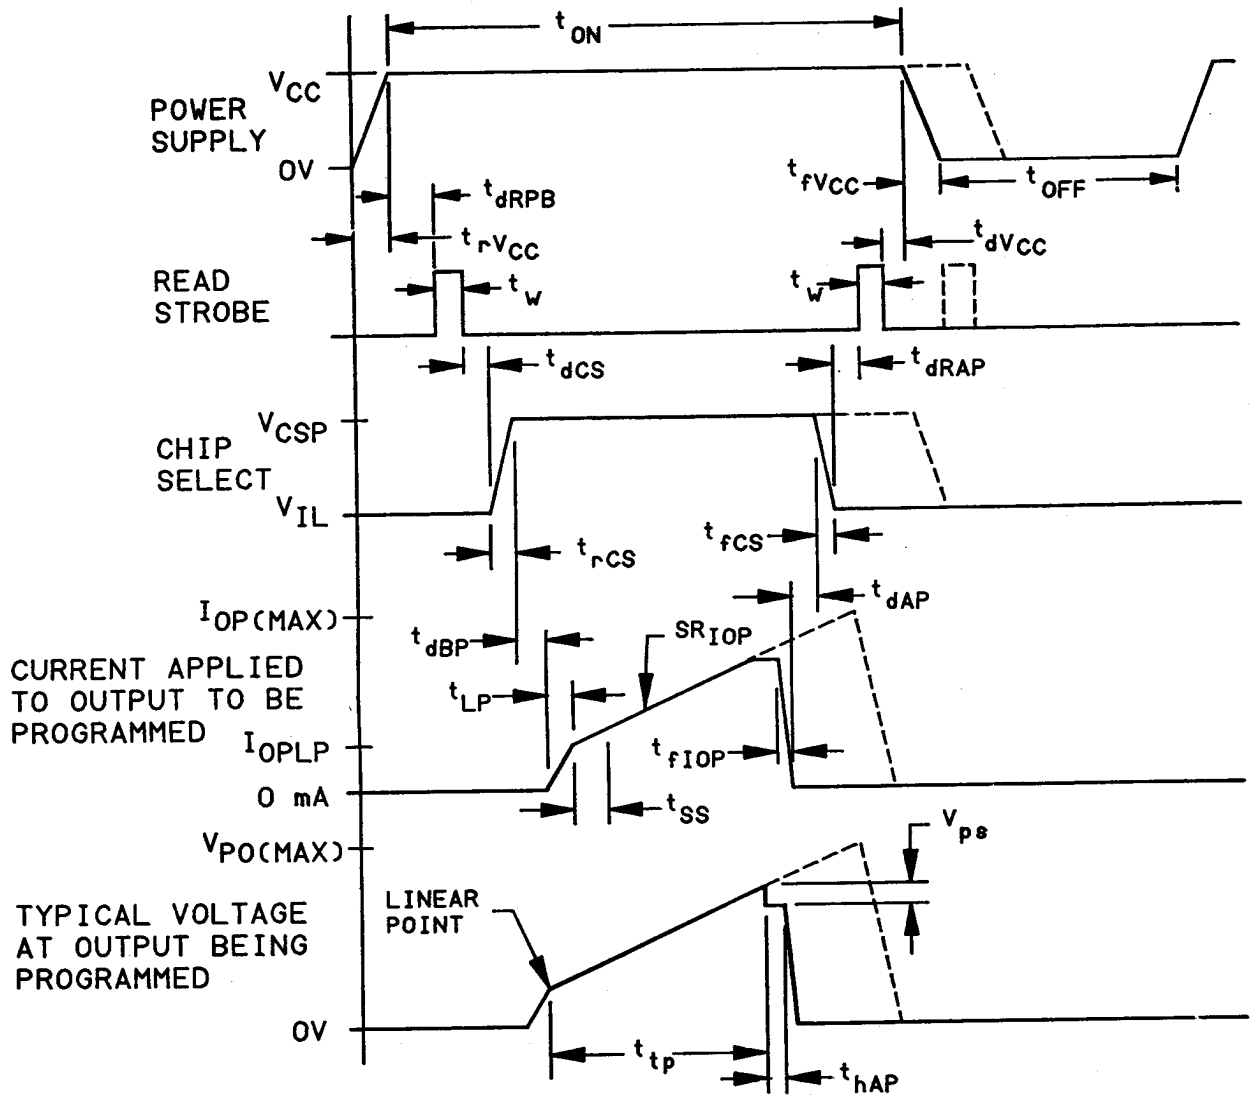 tON
VCC
POWER
SUPPLY
0V
tfVCC
tOFF
tdRPB
trVCC
tdVCC
READ
STROBE
tW
tW
tdCS
tdRAP
VCSP
CHIP
SELECT
VIL
trCS
tfCS
tdAP
IOP(MAX)
tdBP
SRIOP
CURRENT APPLIED
TO OUTPUT TO BE
PROGRAMMED
tLP
IOPLP
tfIOP
0 mA
tSS
VPO(MAX)
Vps
LINEAR
POINT
TYPICAL VOLTAGE
AT OUTPUT BEING
PROGRAMMED
0V
ttp
thAP